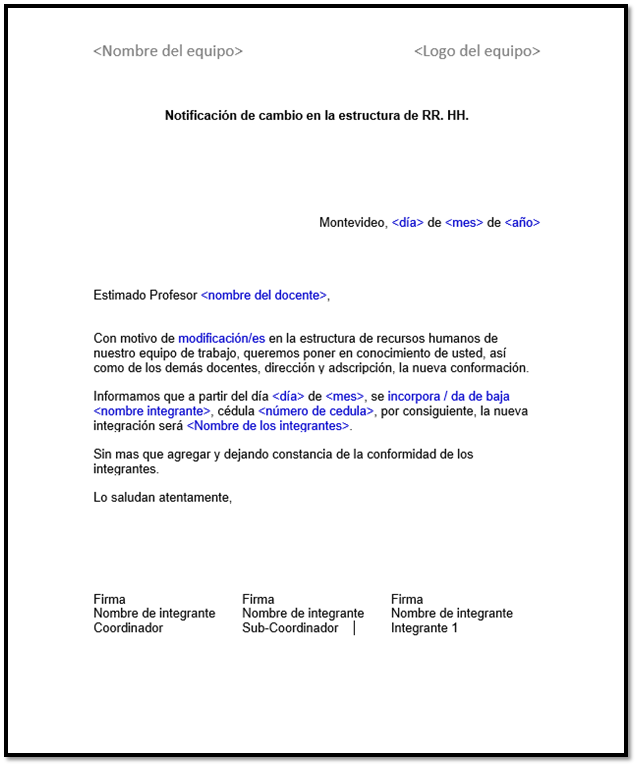 <Nombre del equipo> <Logo del equipo>
Notificación de cambio en la estructura de RR. HH.
Montevideo, <día> de <mes> de <año>
Estimado Profesor <nombre del docente>,
Con motivo de modificación/es en la estructura de recursos humanos de
nuestro equipo de trabajo, queremos poner en conocimiento de usted, así
como de los demás docentes, dirección y adscripción, la nueva conformación.
Informamos que a partir del día <día> de <mes>, se incorpora / da de baja
<nombre integrante>, cédula <número de cedula>, por consiguiente, la nueva
integración será <Nombre de los integrantes>.
Sin mas que agregar y dejando constancia de la conformidad de los
integrantes.
Lo saludan atentamente,
Firma Firma Firma
Nombre de integrante Nombre de integrante Nombre de integrante
Coordinador Sub-Coordinador Integrante 1